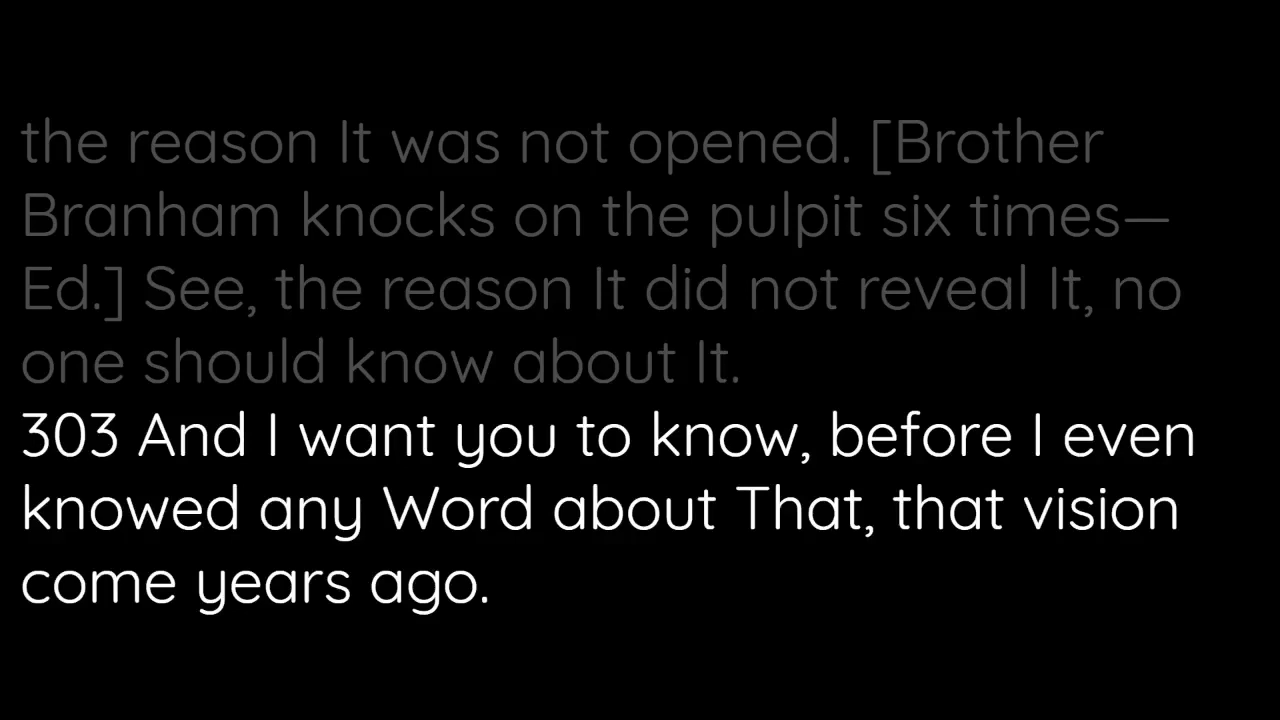 the reason It was not opened. [Brother
Branham knocks on the pulpit six times—
Ed.] See, the reason It did not reveal It, no
one should know about It.
303 And I want you to know, before I even
knowed any Word about That, that vision
come years ago.